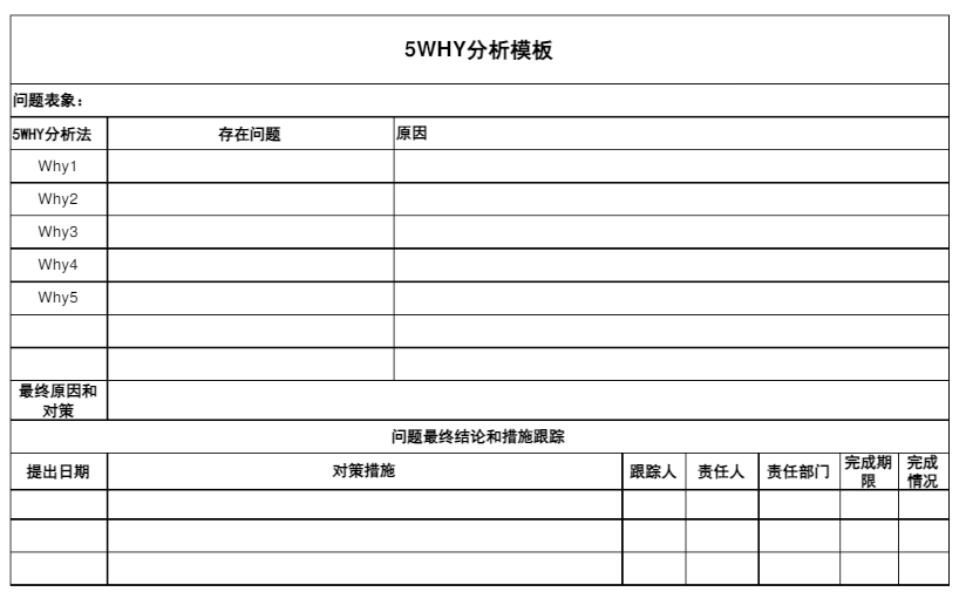 5WHY分析模板
问题表象：
5WHY分析法 存在问题 原因
Why1
Why2
Why3
Why4
Why5
最终原因和
对策
问题最终结论和措施跟踪
提出日期 对策措施 跟踪人 责任人 责任部门 完成期
限 完成
情况